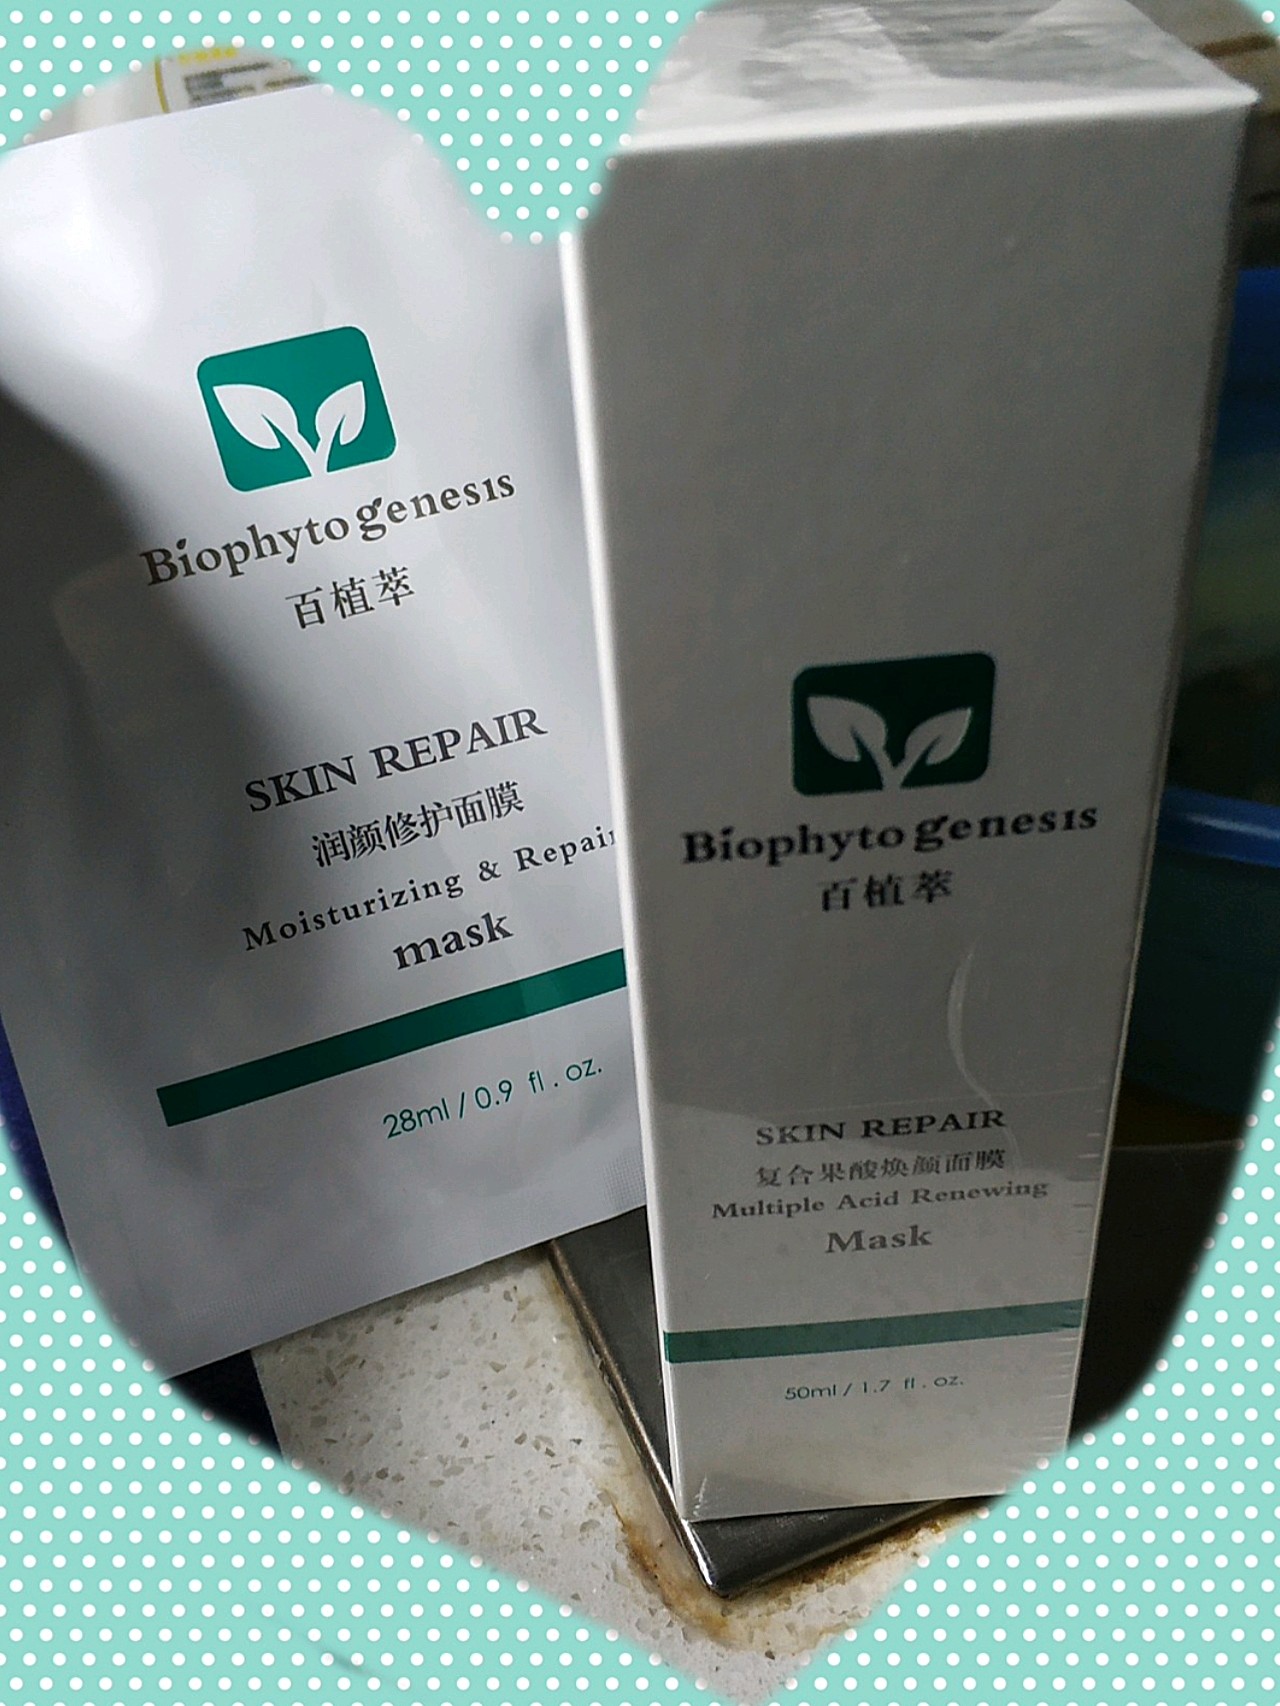 Biophyto genesis
百植萃
SKIN REPAIR
润颜修护面膜
Moisturizing & Repair
mask
28ml / 0.9 fl . oz.
Biophyto genesis
百植萃
SKIN REPAIR
复合果酸焕颜面膜
Multiple Acid Renewing
Mask
50ml / 1.7 fl . oz.